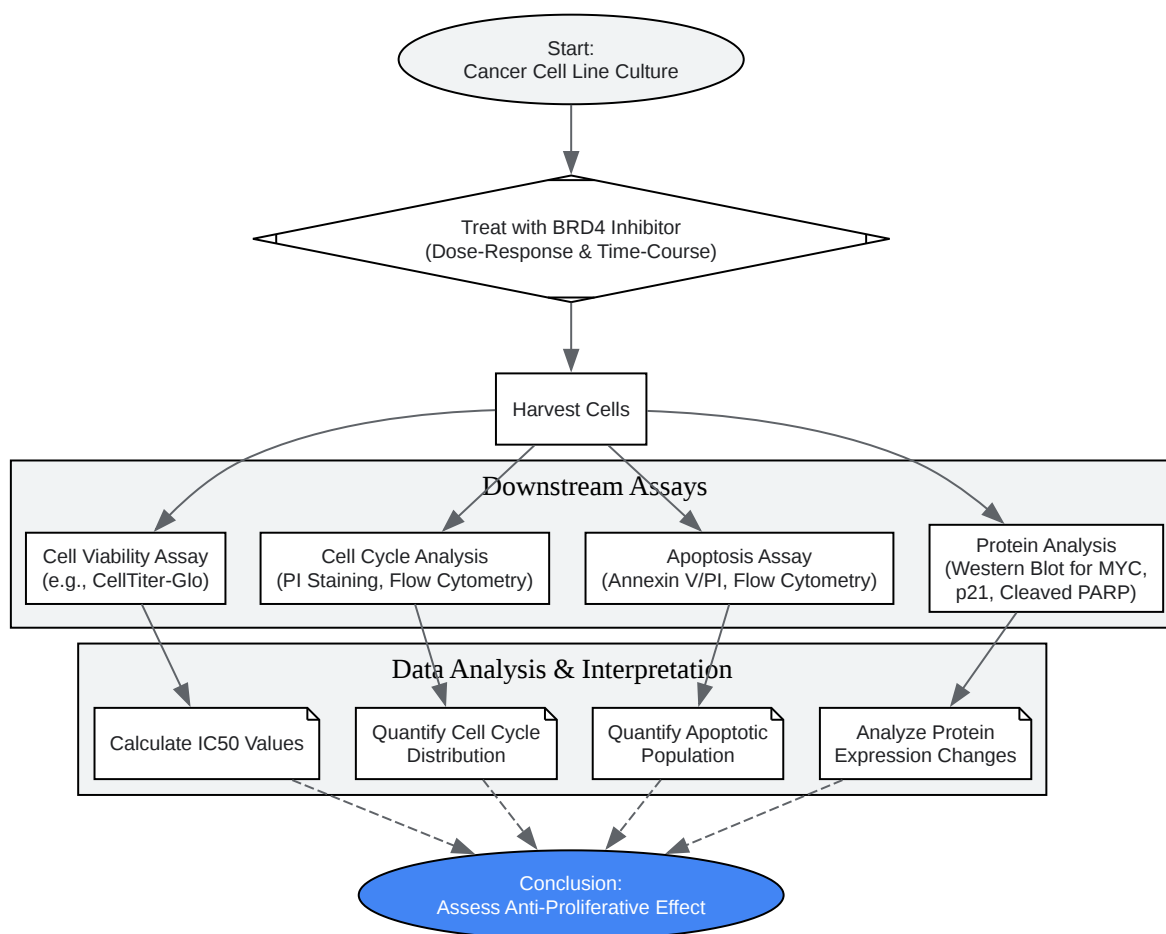 Start:
Cancer Cell Line Culture
Treat with BRD4 Inhibitor
(Dose-Response & Time-Course)
Harvest Cells
Downstream Assays
Cell Viability Assay
(e.g., CellTiter-Glo)
Cell Cycle Analysis
(PI Staining, Flow Cytometry)
Apoptosis Assay
(Annexin V/PI, Flow Cytometry)
Protein Analysis
(Western Blot for MYC,
p21, Cleaved PARP)
Data Analysis & Interpretation
Calculate IC50 Values
Quantify Cell Cycle
Distribution
Quantify Apoptotic
Population
Analyze Protein
Expression Changes
Conclusion:
Assess Anti-Proliferative Effect